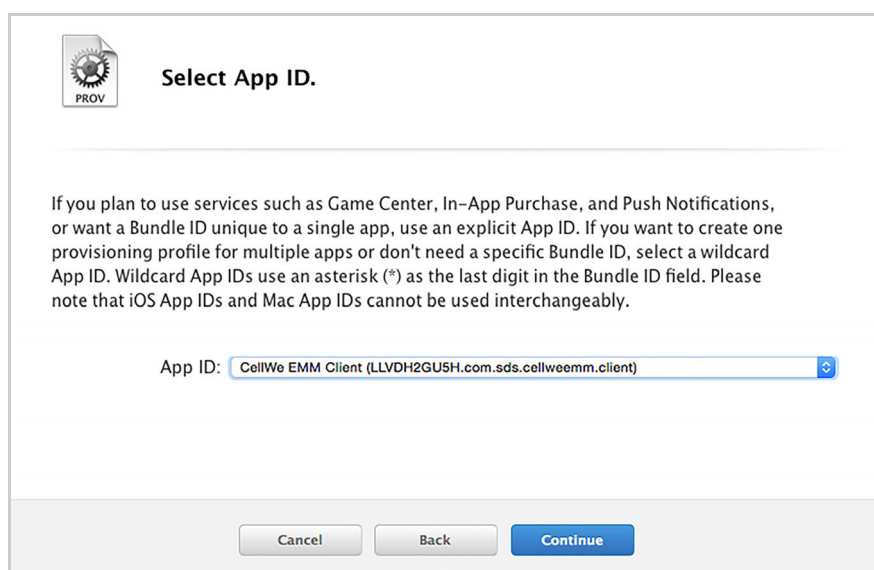 PROV
Select App ID.
If you plan to use services such as Game Center, In-App Purchase, and Push Notifications,
or want a Bundle ID unique to a single app, use an explicit App ID. If you want to create one
provisioning profile for multiple apps or don't need a specific Bundle ID, select a wildcard
App ID. Wildcard App IDs use an asterisk (*) as the last digit in the Bundle ID field. Please
note that iOS App IDs and Mac App IDs cannot be used interchangeably.
App ID: CellWe EMM Client (LLVDH2GU5H.com.sds.cellweemm.client)
Cancel Back Continue